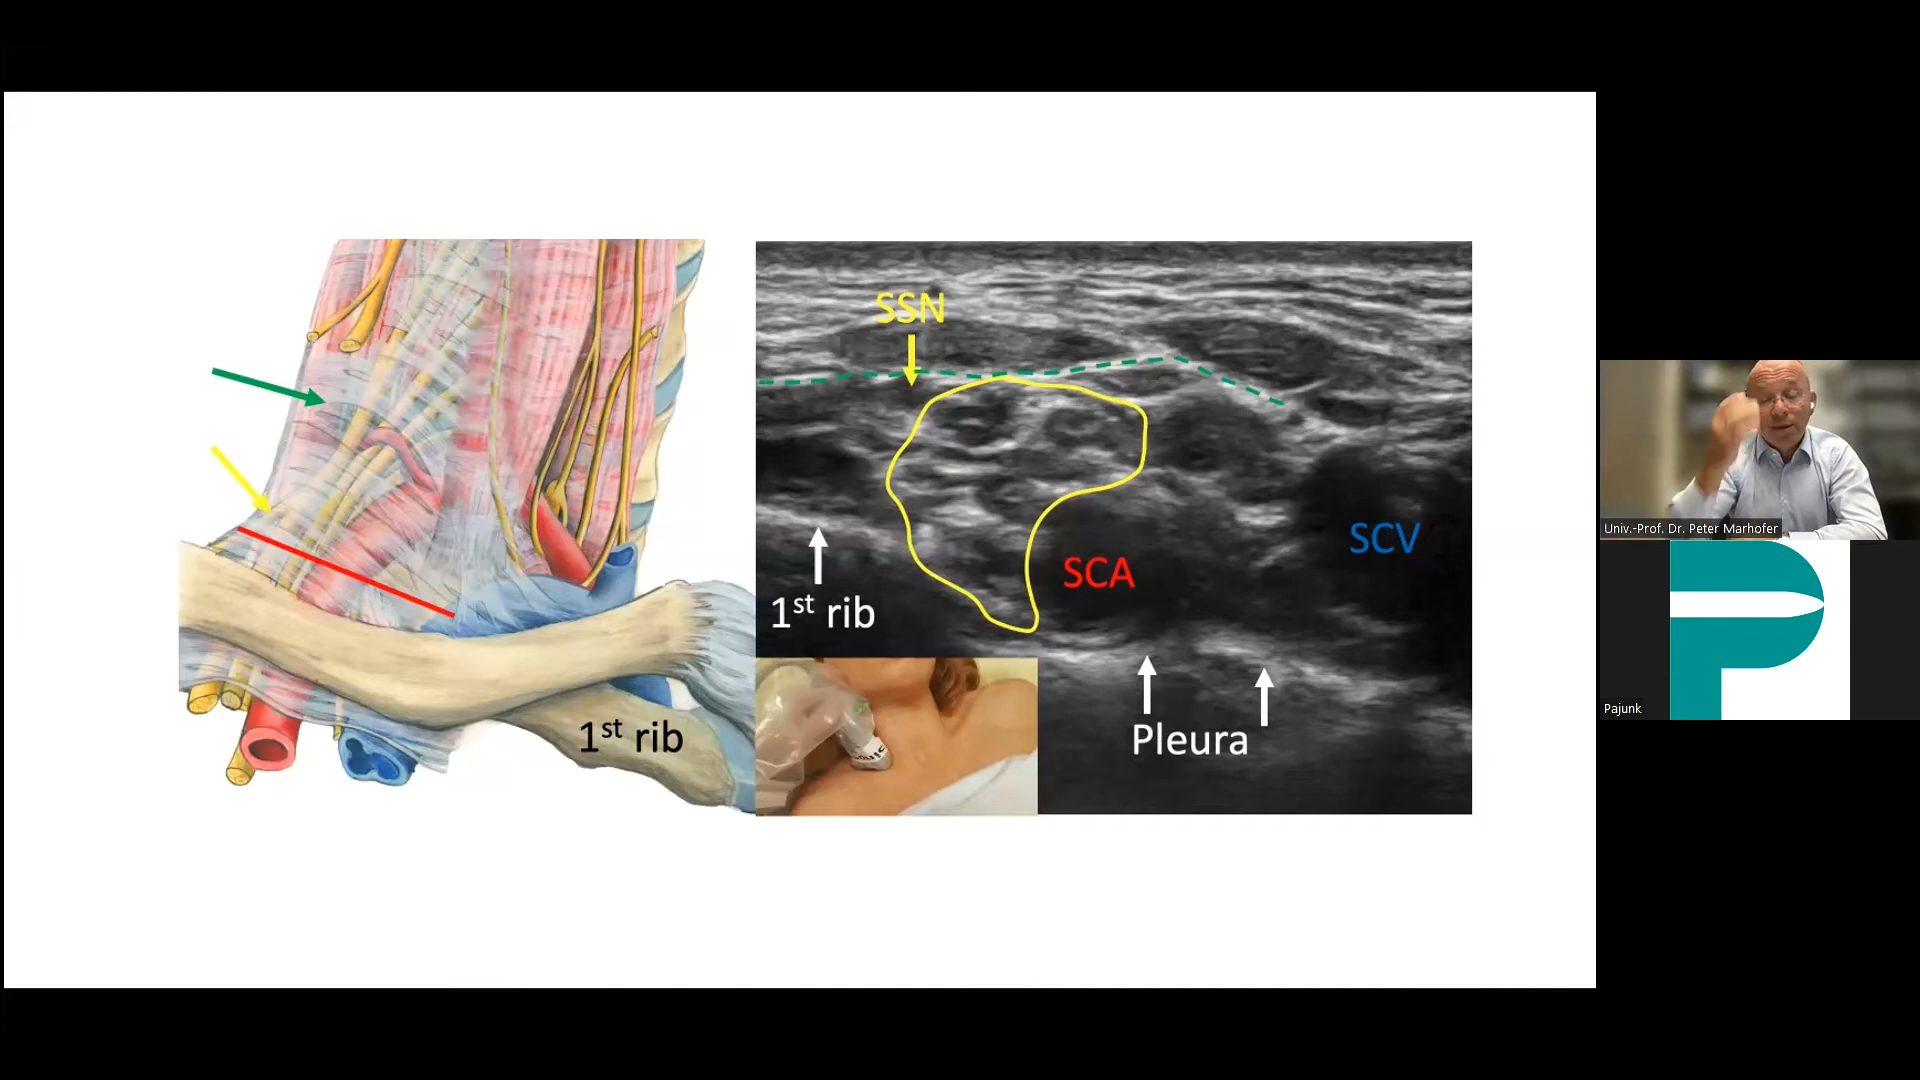 SSN
SCV
SCA
1st rib
Pleura
1st rib
Univ.-Prof. Dr. Peter Marhofer
Pajunk